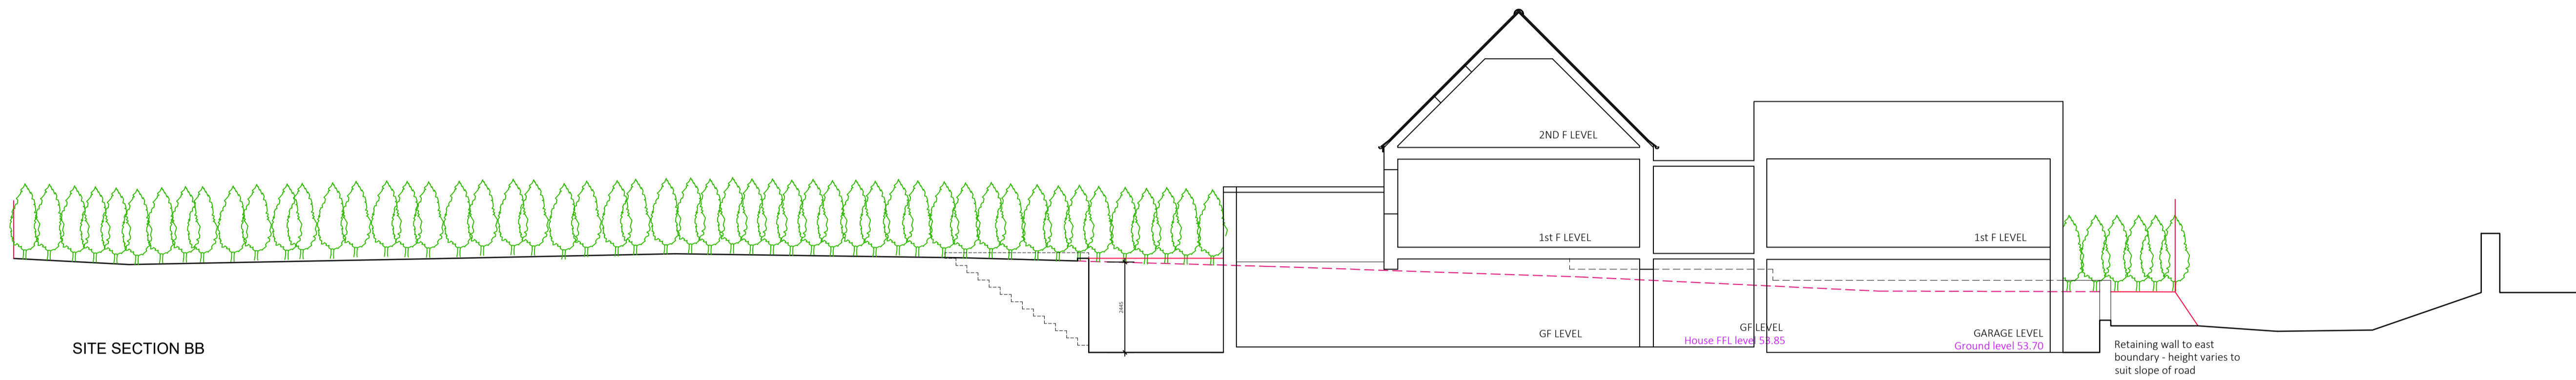 2ND F LEVEL
1st F LEVEL
1st F LEVEL
2445
GF LEVEL
GF LEVEL
House FFL level 53.85
GARAGE LEVEL
Ground level 53.70
SITE SECTION BB
Retaining wall to east
boundary - height varies to
suit slope of road